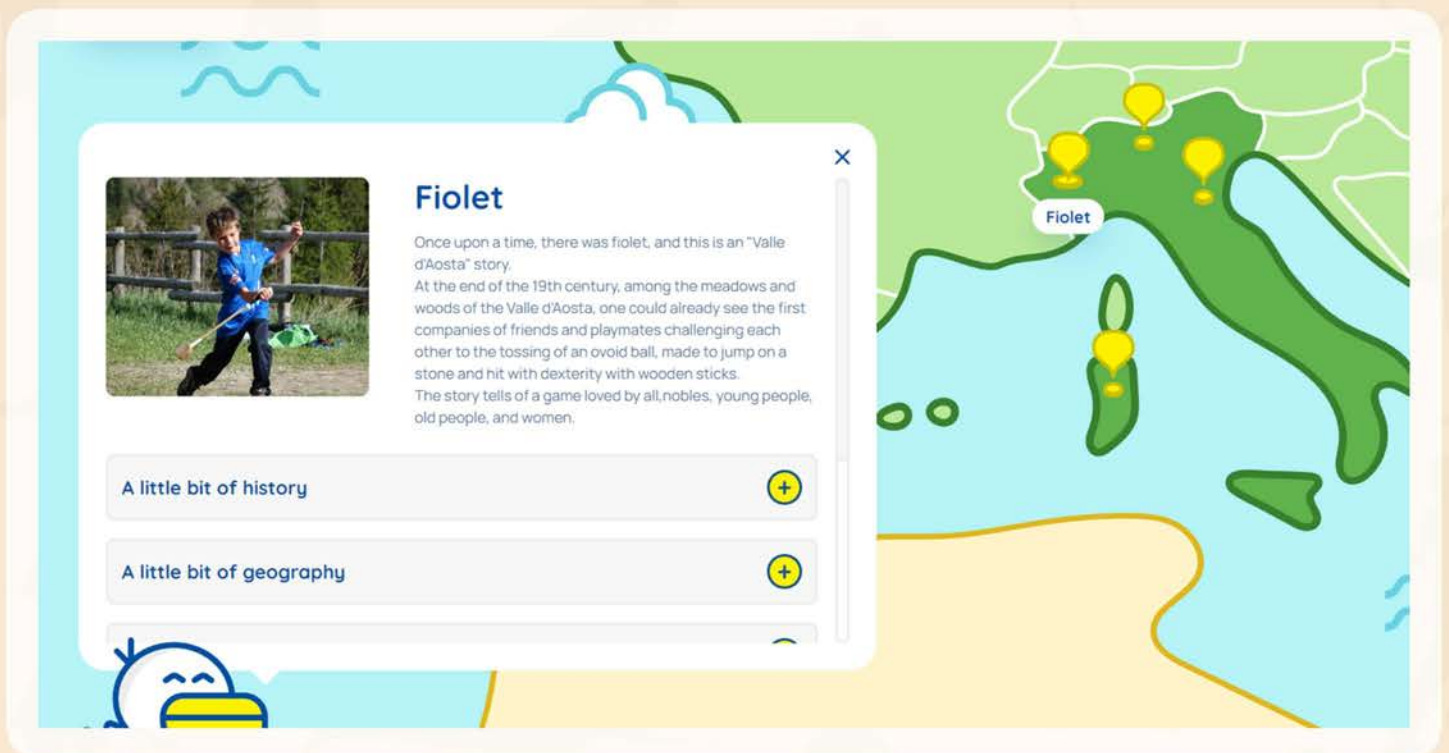 Fiolet
Once upon a time, there was fiolet, and this is an "Valle
d'Aosta" story.
At the end of the 19th century, among the meadows and
woods of the Valle d'Aosta, one could already see the first
companies of friends and playmates challenging each
other to the tossing of an ovoid ball, made to jump on a
stone and hit with dexterity with wooden sticks.
The story tells of a game loved by all,nobles, young people,
old people, and women.
A little bit of history
A little bit of geography
Fiolet